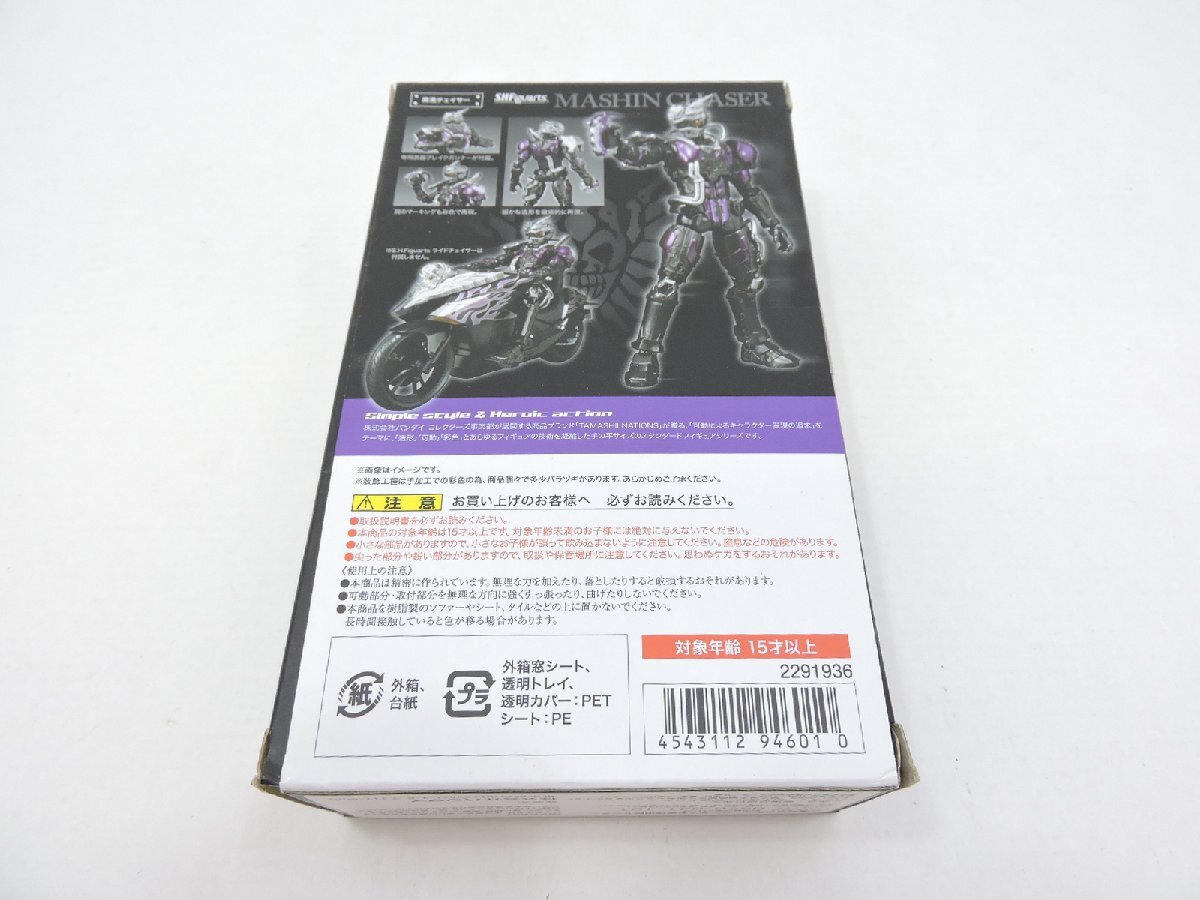 魔進チェイサー
S.H.Figuarts
MASHIN CHASER
専用武器ブレイクガンナーが付属。
肩のマーキングも彩色で再現。
細かな造形を徹底的に再現。
※S.H.Figuarts ライドチェイサーは
付属しません。
Simple style & Heroic action
株式会社バンダイ コレクターズ事業部が展開する商品ブランド「TAMASHII NATIONS」が贈る、「可動によるキャラクター表現の追求」を
テーマに、「造形」「可動」「彩色」とあらゆるフィギュアの技術を凝縮した手の平サイズのスタンダードフィギュアシリーズです。
※画像はイメージです。
※装飾工程は手加工での彩色の為、商品個々で多少バラツギがあります。あらかじめご了承ください。
注意 お買い上げのお客様へ 必ずお読みください。
●取扱説明書を必ずお読みください。
●本商品の対象年齢は15才以上です。対象年齢未満のお子様には絶対に与えないでください。
●小さな部品がありますので、小さなお子様が誤って飲み込まないように注意してください。窒息などの危険があります。
●尖った部分や鋭い部分がありますので、取扱や保管場所に注意してください。思わぬケガをするおそれがあります。
〈使用上の注意〉
●本商品は精密に作られています。無理な力を加えたり、落としたりすると破損するおそれがあります。
●可動部分・取付部分を無理な方向に強く引っ張ったり、曲げたりしないでください。
●本商品を樹脂製のソファーやシート、タイルなどの上に置かないでください。
長時間接触していると色が移る場合があります。
紙
外箱、
台紙
プラ
外箱窓シート、
透明トレイ、
透明カバー：PET
シート：PE
対象年齢 15才以上
2291936
4543112 94601 0